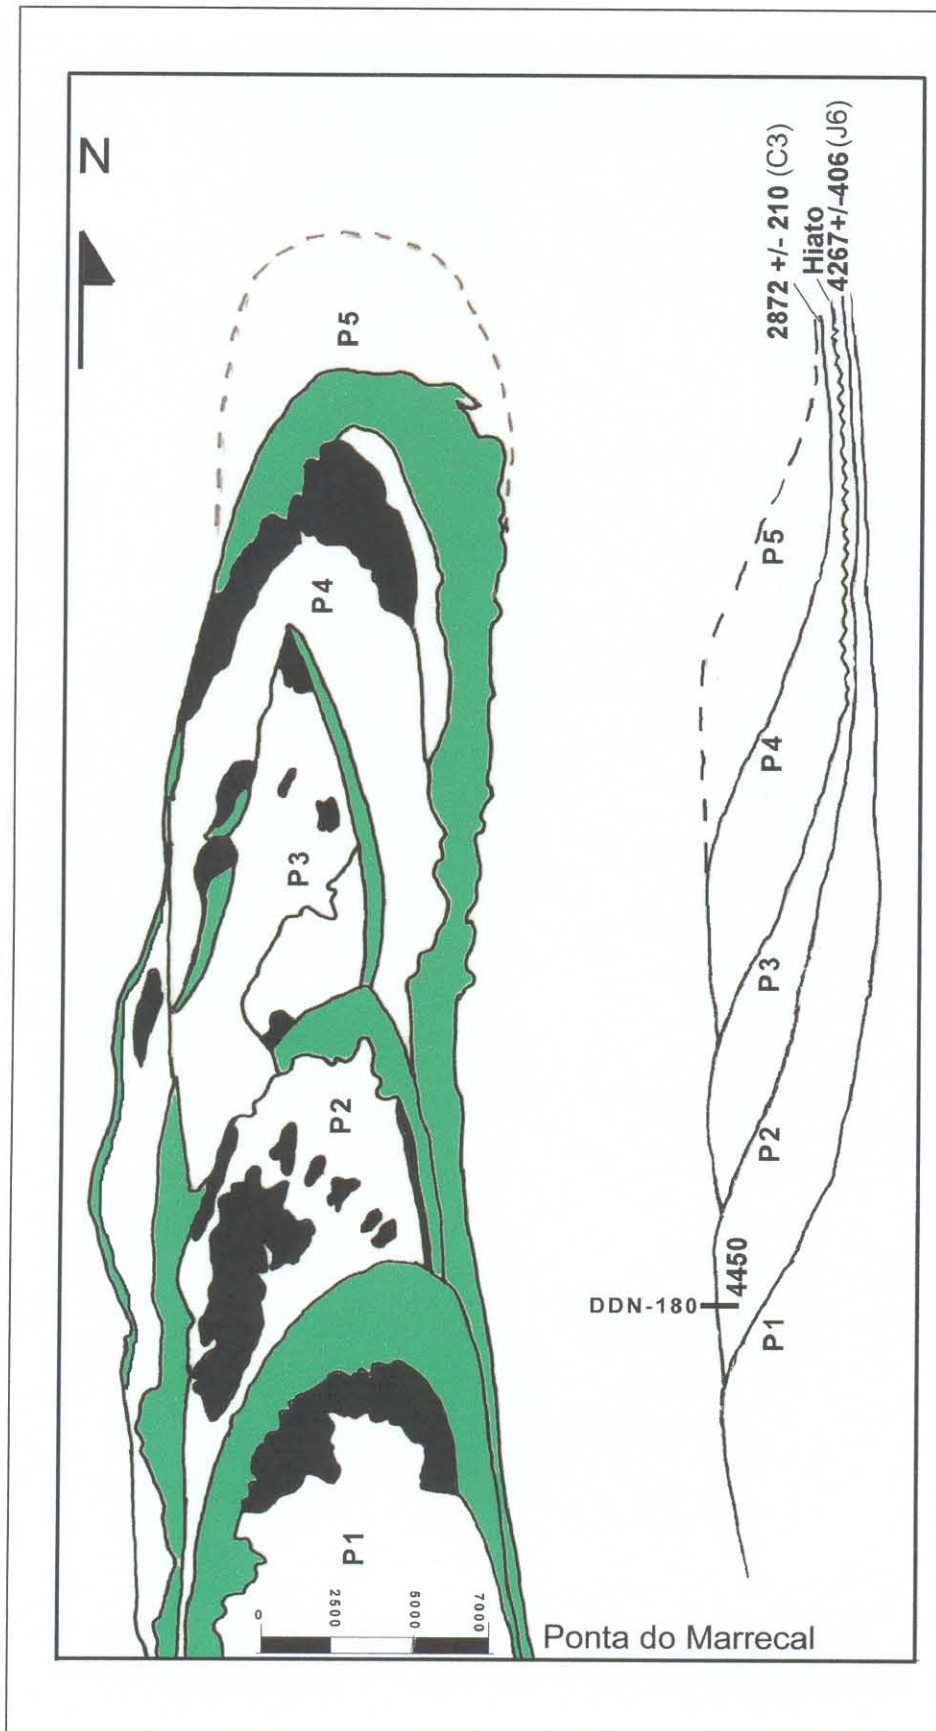 N
P5
P4
P3
P2
P1
0
2500
5000
7000
Ponta do Marrecal
2872 +/- 210 (C3)
Hiato
4267+/-406 (J6)
P5
P4
P3
P2
P1
DDN-180
4450